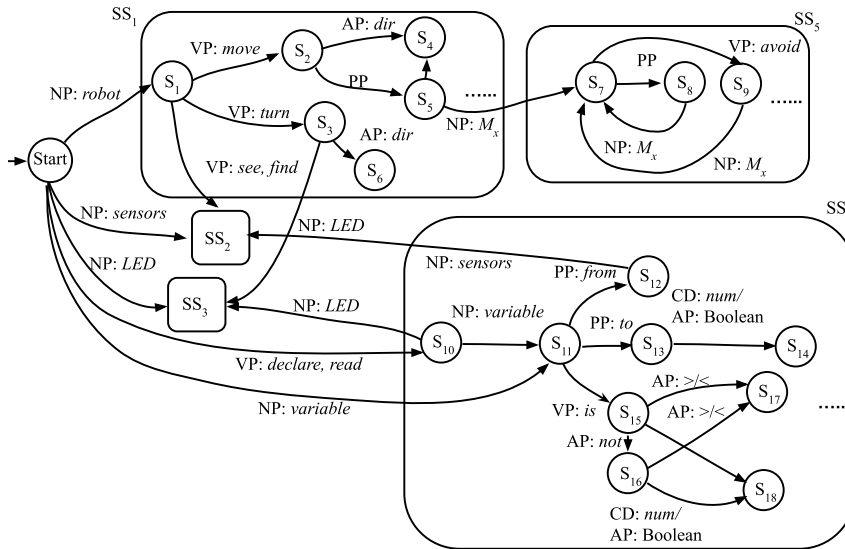 SS1
SS5
AP: dir
VP: move
S2
S4
VP: avoid
PP
NP: robot
S1
PP
S7
S8
S9
S5
......
......
VP: turn
S3
NP: Mx
AP: dir
NP: Mx
NP: Mx
Start
VP: see, find
S6
NP: sensors
SS2
NP: LED
SS
NP: LED
NP: sensors
PP: from
S12
SS3
NP: LED
NP: variable
CD: num/
AP: Boolean
PP: to
S10
S11
S13
S14
VP: declare, read
AP: >/<
S17
NP: variable
VP: is
S15
AP: >/<
.....
AP: not
S16
S18
CD: num/
AP: Boolean